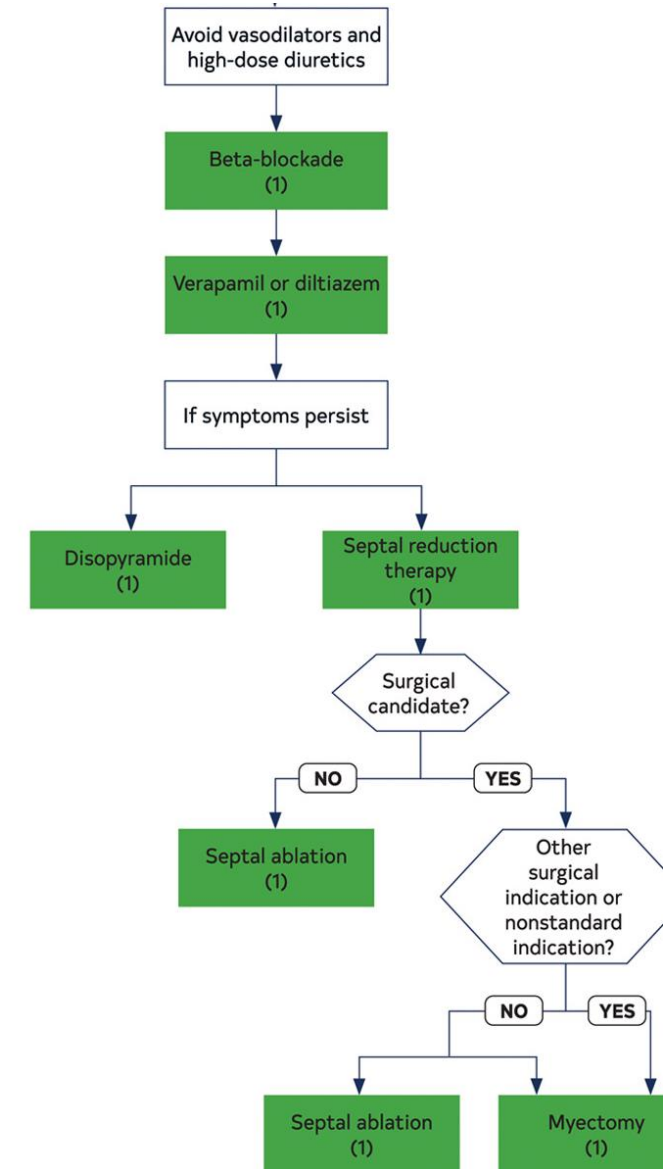 Avoid vasodilators and
high-dose diuretics
Beta-blockade
(1)
Verapamil or diltiazem
(1)
If symptoms persist
Disopyramide
(1)
Septal reduction
therapy
(1)
Surgical
candidate?
NO
YES
Septal ablation
(1)
Other
surgical
indication or
nonstandard
indication?
NO
YES
Septal ablation
(1)
Myectomy
(1)